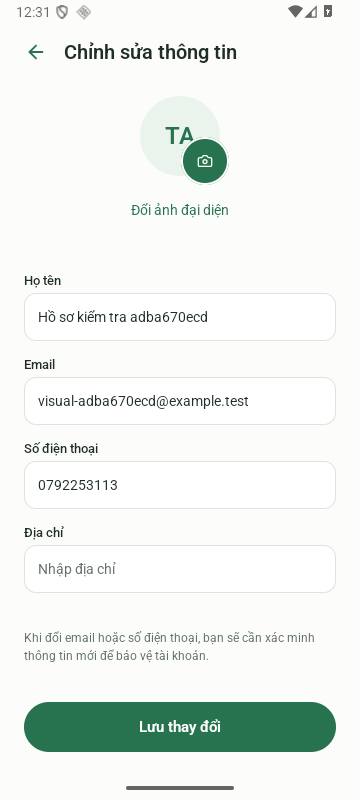 12:31
Chỉnh sửa thông tin
TA
Đổi ảnh đại diện
Họ tên
Hồ sơ kiểm tra adba670ecd
Email
visual-adba670ecd@example.test
Số điện thoại
0792253113
Địa chỉ
Nhập địa chỉ
Khi đổi email hoặc số điện thoại, bạn sẽ cần xác minh
thông tin mới để bảo vệ tài khoản.
Lưu thay đổi